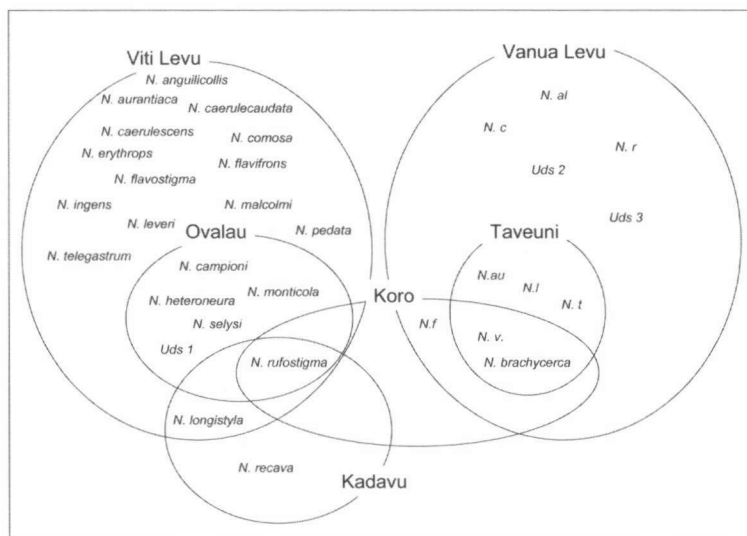 Viti Levu
Vanua Levu
N. anguilicollis
N. aurantiaca
N. caerulecaudata
N. al
N. caerulescens
N. comosa
N. c
N. erythrops
N. flavifrons
N. r
N. flavostigma
Uds 2
N. ingens
N. malcolmi
N. leveri
N. pedata
Uds 3
Ovalau
Taveuni
N. telegastrum
N. campioni
N.au
N. heteroneura
N. monticola
Koro
N.l
N. t
N. selysi
N.f
Uds 1
N. v.
N. rufostigma
N. brachycerca
N. longistyla
N. recava
Kadavu